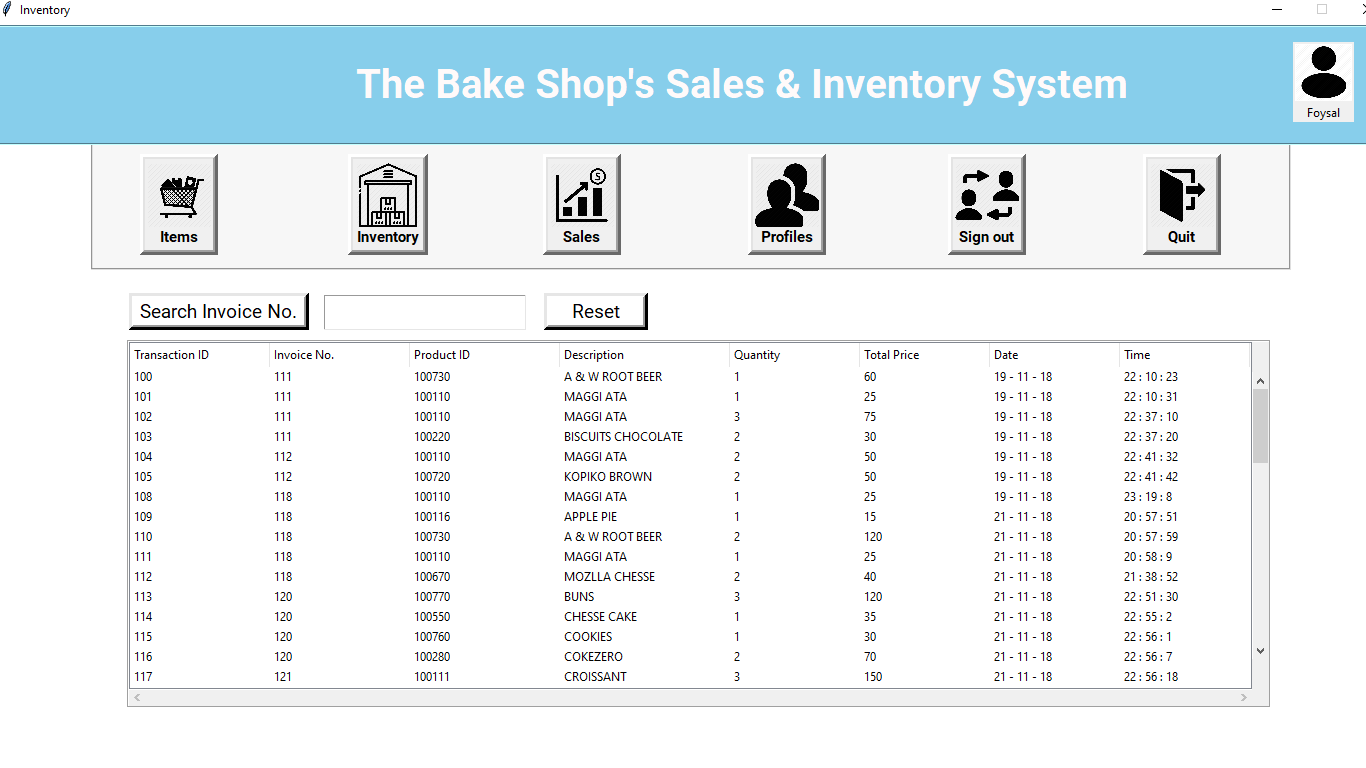 Inventory
The Bake Shop's Sales & Inventory System
Foysal
Items Inventory Sales Profiles Sign out Quit
Search Invoice No. Reset
Transaction ID Invoice No. Product ID Description Quantity Total Price Date Time
100 111 100730 A & W ROOT BEER 1 60 19 - 11 - 18 22 : 10 : 23
101 111 100110 MAGGI ATA 1 25 19 - 11 - 18 22 : 10 : 31
102 111 100110 MAGGI ATA 3 75 19 - 11 - 18 22 : 37 : 10
103 111 100220 BISCUITS CHOCOLATE 2 30 19 - 11 - 18 22 : 37 : 20
104 112 100110 MAGGI ATA 2 50 19 - 11 - 18 22 : 41 : 32
105 112 100720 KOPIKO BROWN 2 50 19 - 11 - 18 22 : 41 : 42
108 118 100110 MAGGI ATA 1 25 19 - 11 - 18 23 : 19 : 8
109 118 100116 APPLE PIE 1 15 21 - 11 - 18 20 : 57 : 51
110 118 100730 A & W ROOT BEER 2 120 21 - 11 - 18 20 : 57 : 59
111 118 100110 MAGGI ATA 1 25 21 - 11 - 18 20 : 58 : 9
112 118 100670 MOZLLA CHESSE 2 40 21 - 11 - 18 21 : 38 : 52
113 120 100770 BUNS 3 120 21 - 11 - 18 22 : 51 : 30
114 120 100550 CHESSE CAKE 1 35 21 - 11 - 18 22 : 55 : 2
115 120 100760 COOKIES 1 30 21 - 11 - 18 22 : 56 : 1
116 120 100280 COKEZERO 2 70 21 - 11 - 18 22 : 56 : 7
117 121 100111 CROISSANT 3 150 21 - 11 - 18 22 : 56 : 18